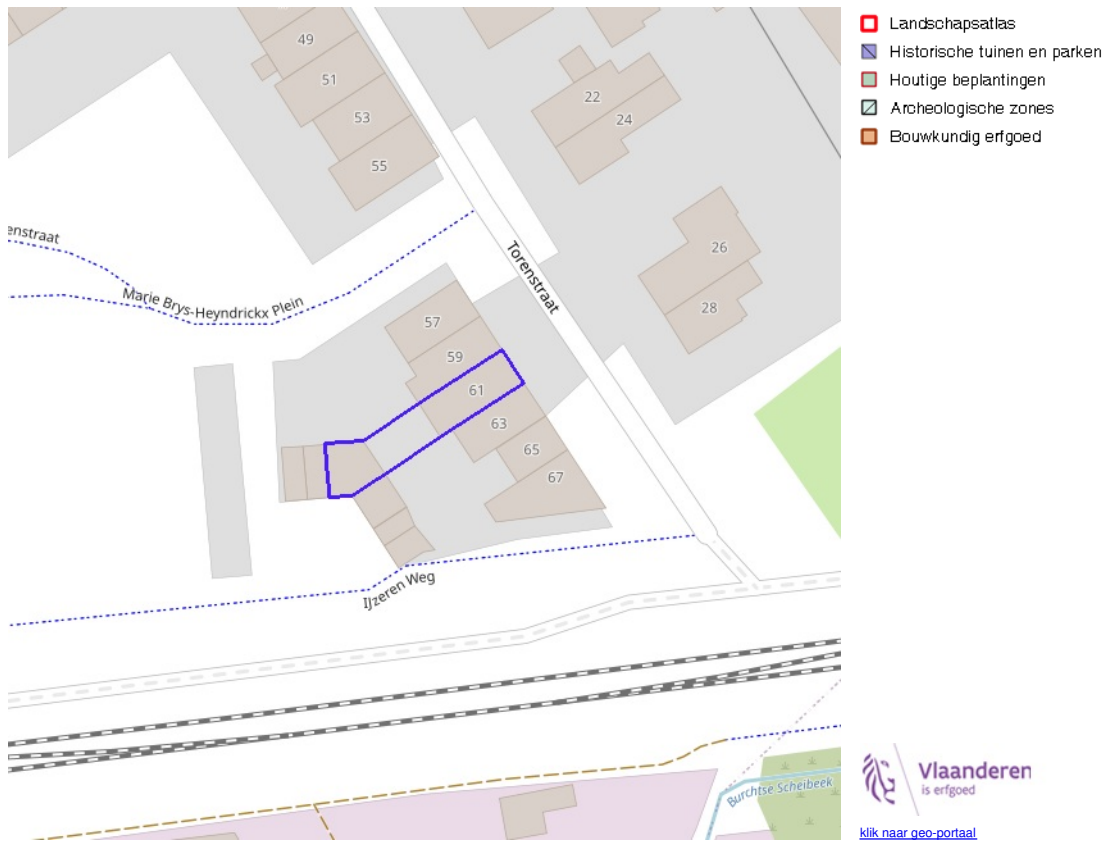 49
51
53
55
22
24
26
28
enstraat
Torenstraat
Marie Brys-Heyndrickx Plein
57
59
61
63
65
67
IJzeren Weg
Burchtse Scheibeek
Landschapsatlas
Historische tuinen en parken
Houtige beplantingen
Archeologische zones
Bouwkundig erfgoed
Vlaanderen
is erfgoed
klik naar geo-portaal